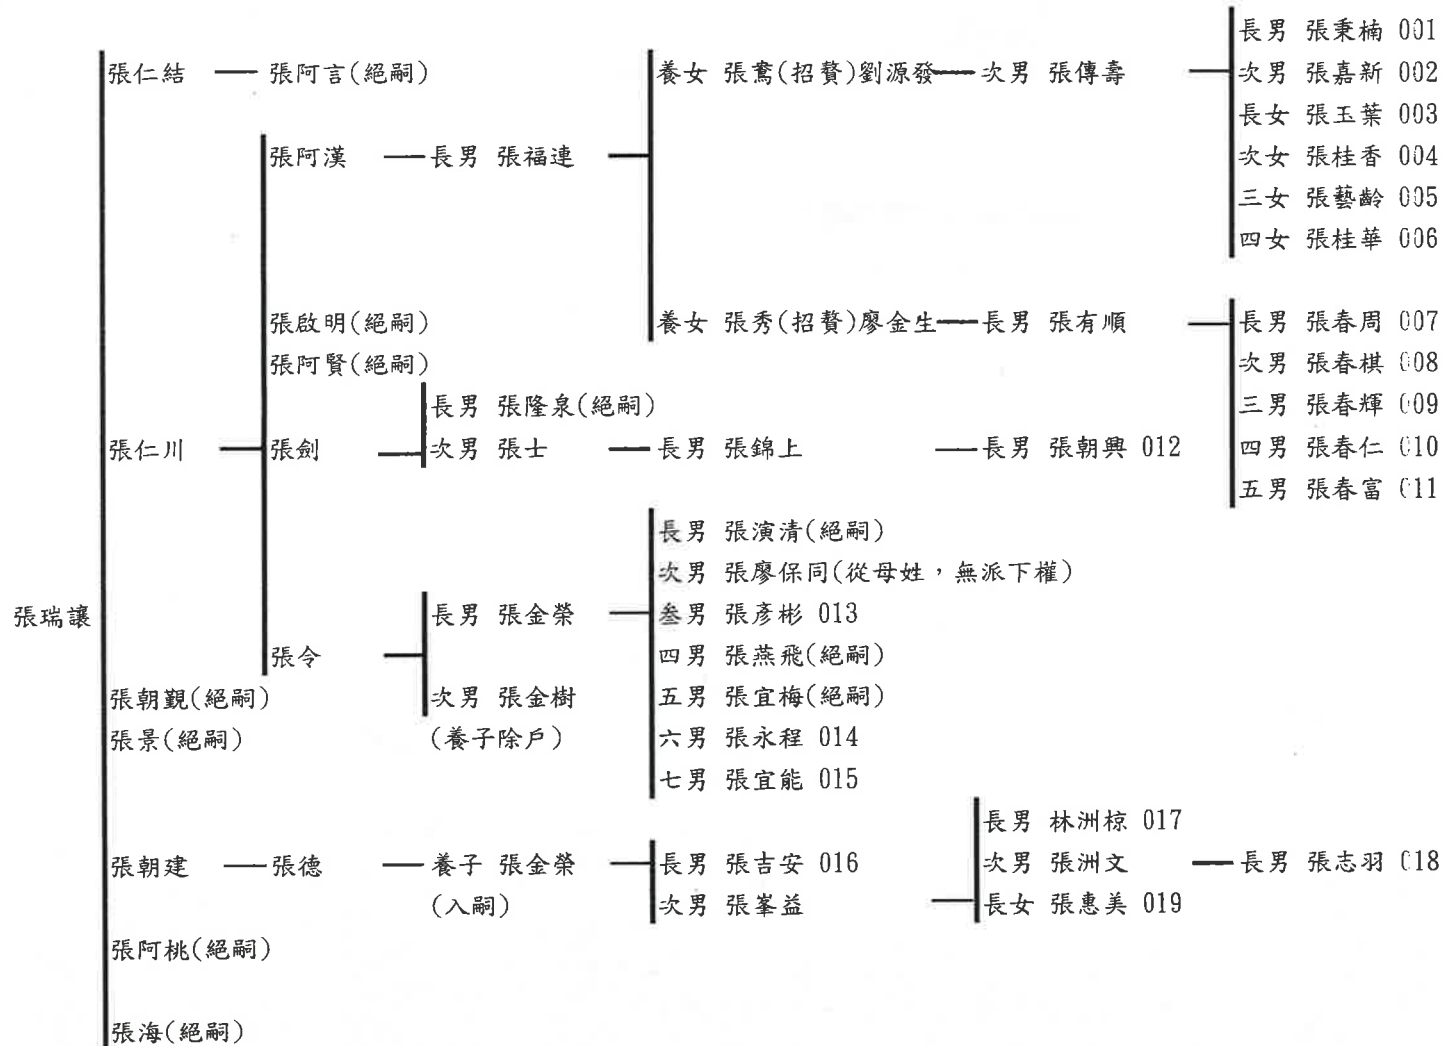 長男 張秉楠 001
張仁結 張阿言(絕嗣) 養女 張鶱(招贅)劉源發 次男 張傳壽 次男 張嘉新 002
長女 張玉葉 003
張阿漢 長男 張福連 次女 張桂香 004
三女 張藝齡 005
四女 張桂華 006
張啟明(絕嗣) 養女 張秀(招贅)廖金生 長男 張有順 長男 張春周 007
張阿賢(絕嗣) 次男 張春棋 008
長男 張隆泉(絕嗣) 三男 張春輝 009
張仁川 張劍 次男 張士 長男 張錦上 長男 張朝興 012 四男 張春仁 010
五男 張春富 011
長男 張演清(絕嗣)
次男 張廖保同(從母姓，無派下權)
張瑞讓 長男 張金榮 叁男 張彥彬 013
張令 四男 張燕飛(絕嗣)
張朝覲(絕嗣) 次男 張金樹 五男 張宜梅(絕嗣)
張景(絕嗣) (養子除戶) 六男 張永程 014
七男 張宜能 015
長男 林洲椋 017
張朝建 張德 養子 張金榮 長男 張吉安 016 次男 張洲文 長男 張志羽 018
(入嗣) 次男 張峯益 長女 張惠美 019
張阿桃(絕嗣)
張海(絕嗣)